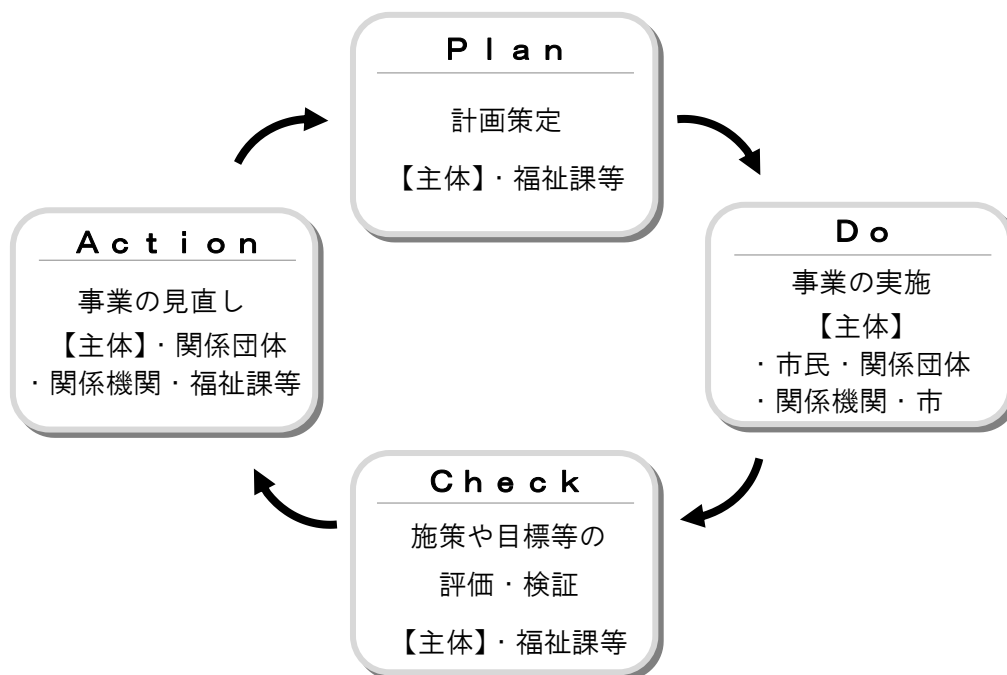 Ｐｌａｎ
計画策定
【主体】・福祉課等
Ｄｏ
事業の実施
【主体】
・市民・関係団体
・関係機関・市
Ｃｈｅｃｋ
施策や目標等の
評価・検証
【主体】・福祉課等
Ａｃｔｉｏｎ
事業の見直し
【主体】・関係団体
・関係機関・福祉課等